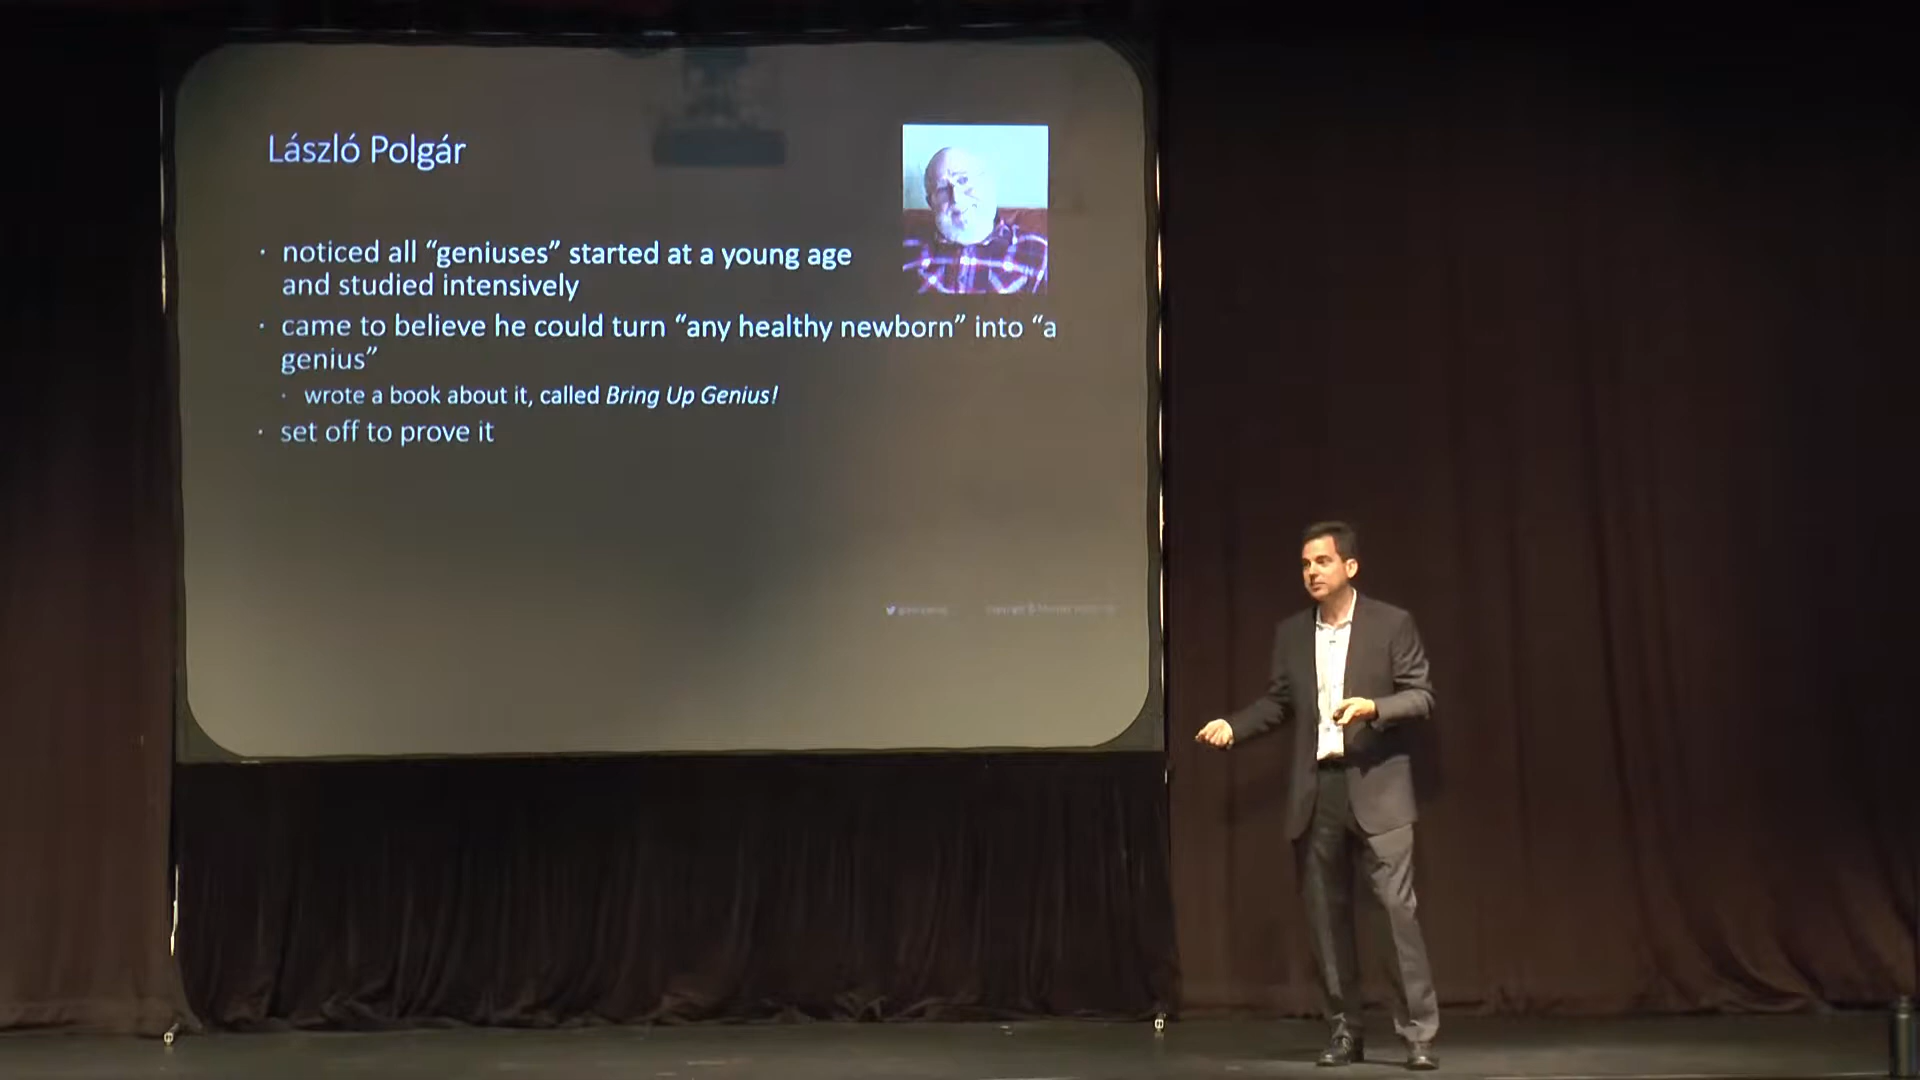 László Polgár
· noticed all “geniuses” started at a young age
and studied intensively
· came to believe he could turn “any healthy newborn” into “a
genius”
· wrote a book about it, called Bring Up Genius!
· set off to prove it